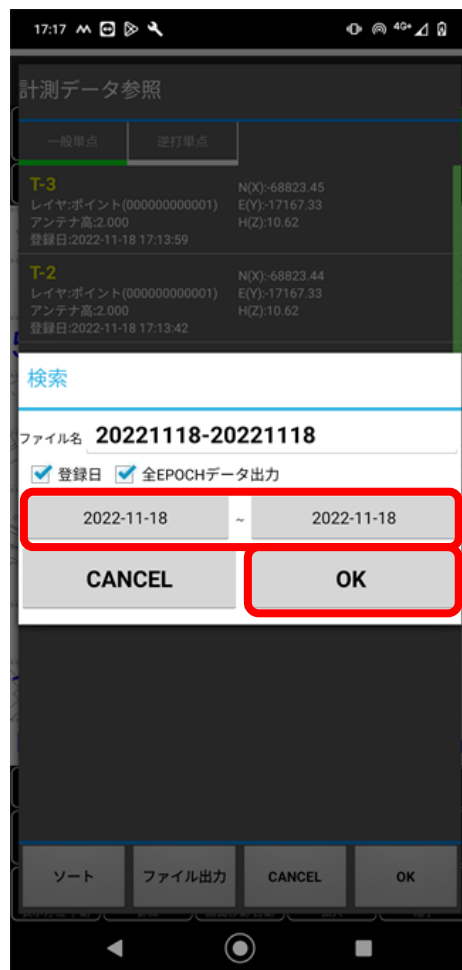 17:17 4G+
計測データ参照
一般単点 逆打単点
T-3
レイヤ:ポイント(000000000001) N(X):-68823.45
アンテナ高:2.000 E(Y):-17167.33
登録日:2022-11-18 17:13:59 H(Z):10.62
T-2
レイヤ:ポイント(000000000001) N(X):-68823.44
アンテナ高:2.000 E(Y):-17167.33
登録日:2022-11-18 17:13:42 H(Z):10.62
検索
ファイル名 20221118-20221118
登録日 全EPOCHデータ出力
2022-11-18 ~ 2022-11-18
CANCEL OK
ソート ファイル出力 CANCEL OK